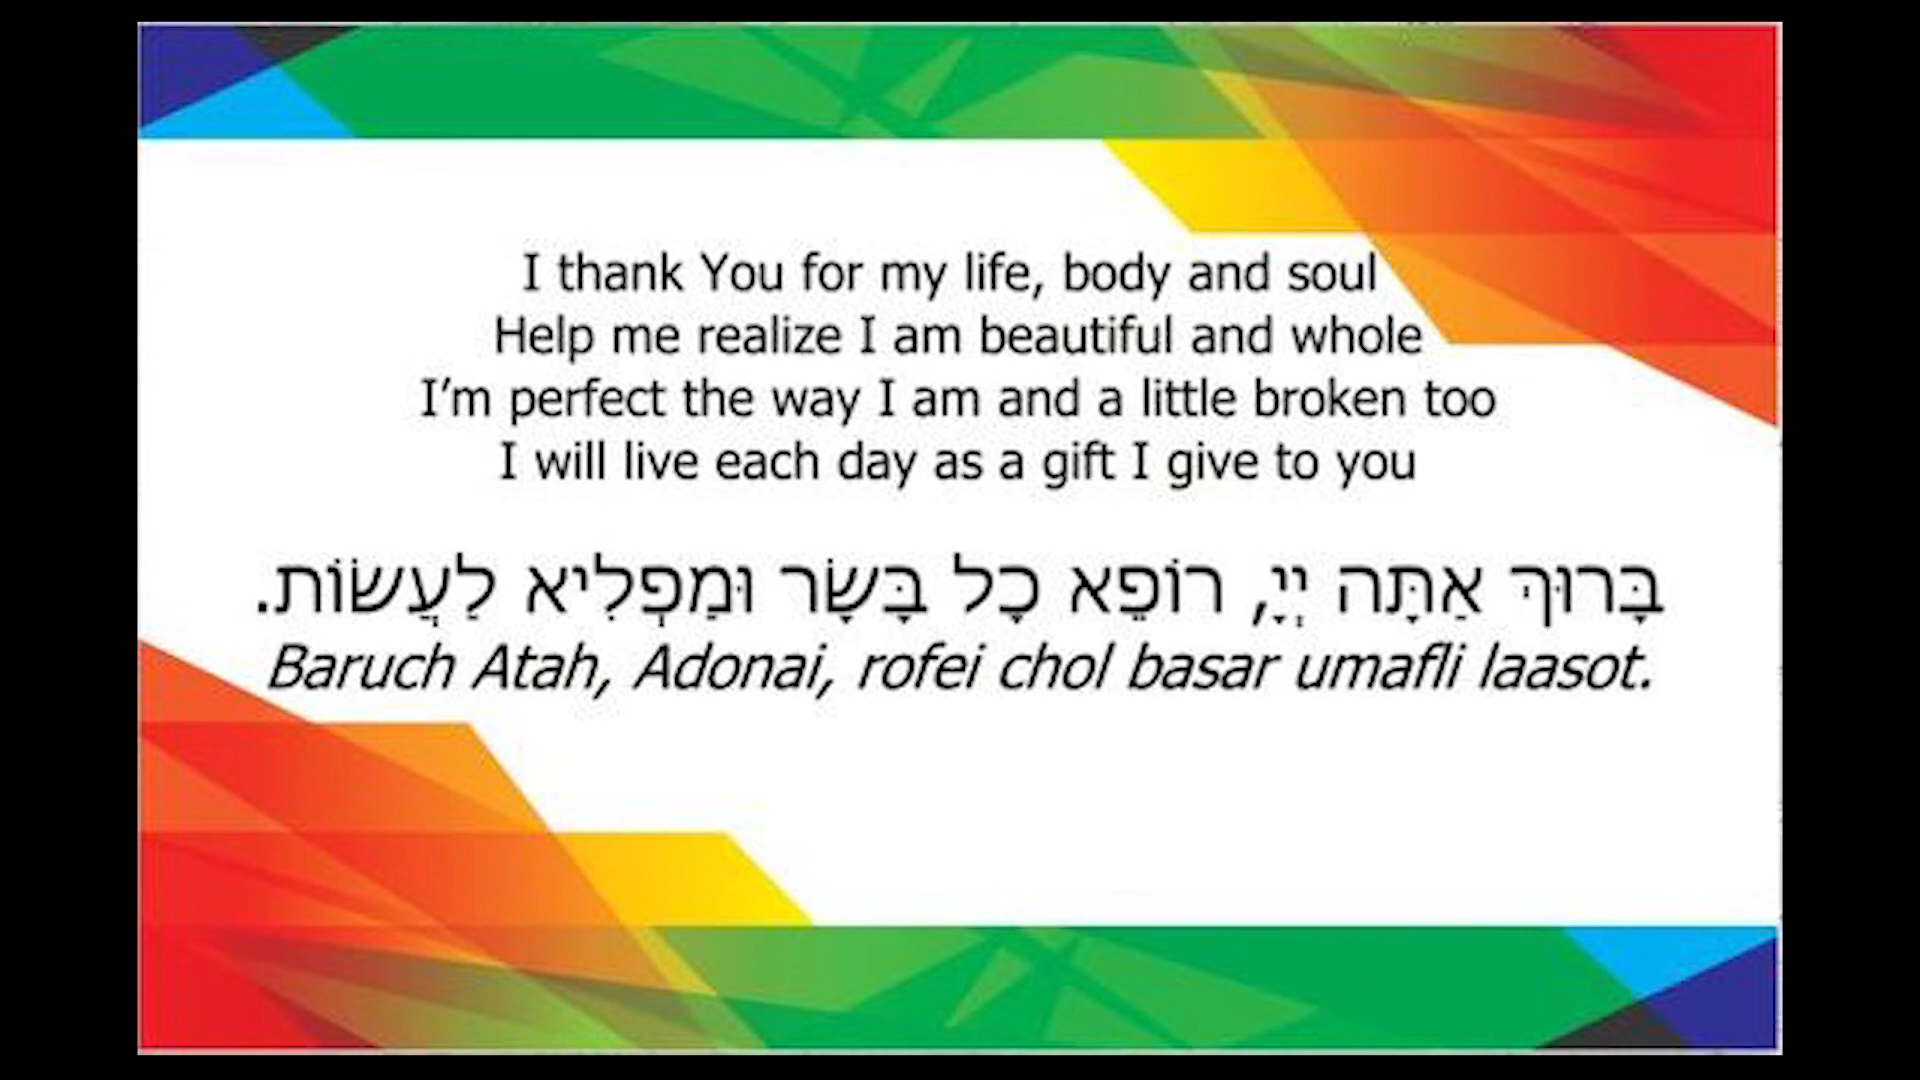 I thank You for my life, body and soul
Help me realize I am beautiful and whole
I'm perfect the way I am and a little broken too
I will live each day as a gift I give to you
בָּרוּךְ אַתָּה יְיָ, רוֹפֵא כָל בָּשָׂר וּמַפְלִיא לַעֲשׂוֹת.
Baruch Atah, Adonai, rofei chol basar umafli laasot.